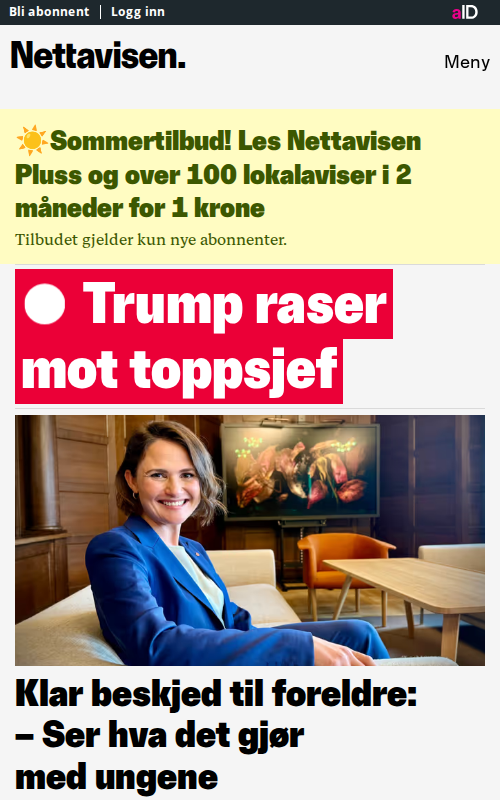 Bli abonnent | Logg inn aID
Nettavisen.
Meny
☀️Sommertilbud! Les Nettavisen
Pluss og over 100 lokalaviser i 2
måneder for 1 krone
Tilbudet gjelder kun nye abonnenter.
Trump raser
mot toppsjef
Klar beskjed til foreldre:
– Ser hva det gjør
med ungene